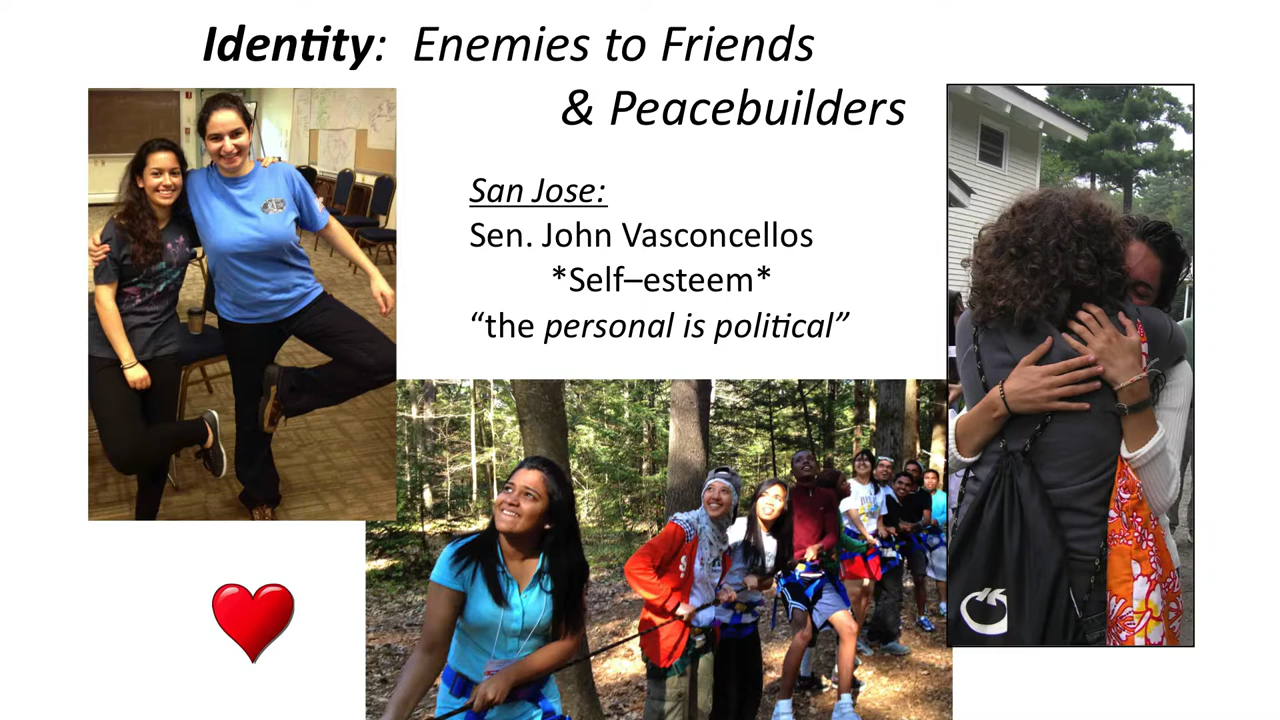 Identity: Enemies to Friends
& Peacebuilders
San Jose:
Sen. John Vasconcellos
*Self–esteem*
“the personal is political”